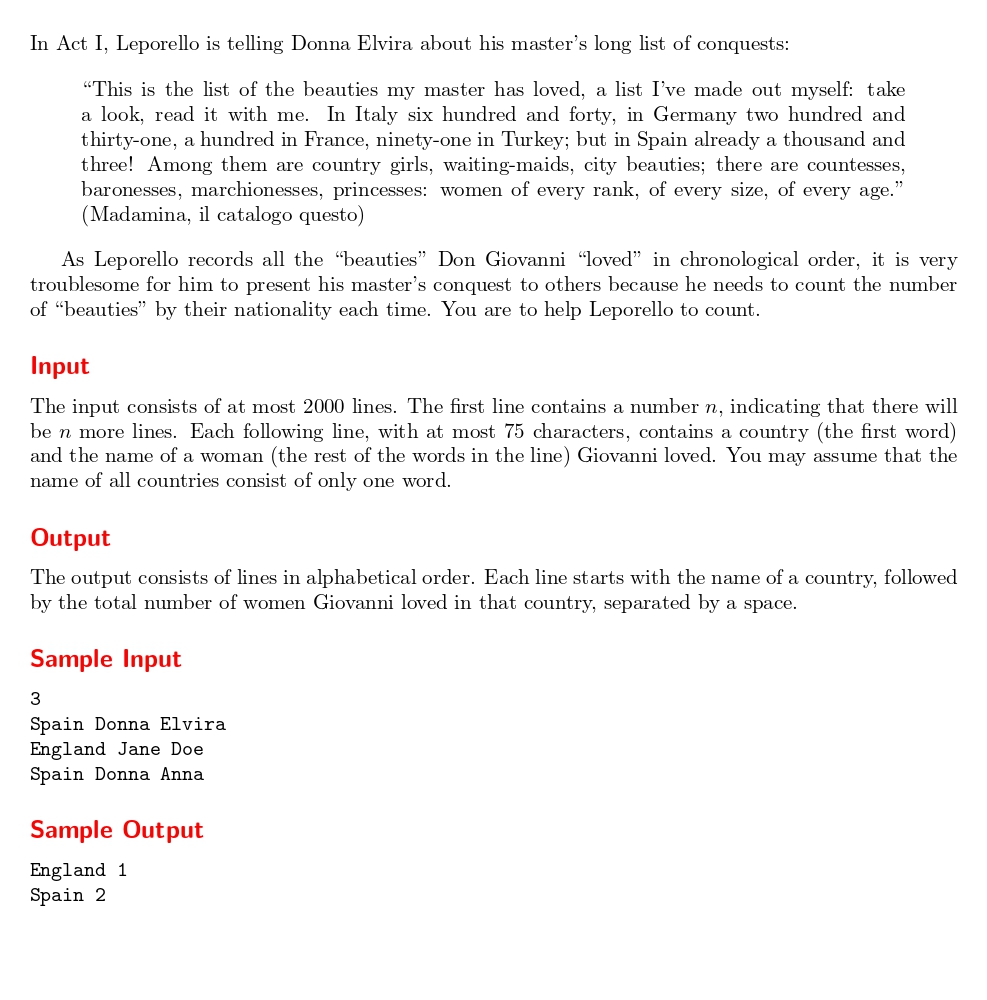 In Act I, Leporello is telling Donna Elvira about his master's long list of conquests:
“This is the list of the beauties my master has loved, a list I've made out myself: take
a look, read it with me. In Italy six hundred and forty, in Germany two hundred and
thirty-one, a hundred in France, ninety-one in Turkey; but in Spain already a thousand and
three! Among them are country girls, waiting-maids, city beauties; there are countesses,
baronesses, marchionesses, princesses: women of every rank, of every size, of every age.”
(Madamina, il catalogo questo)
As Leporello records all the “beauties” Don Giovanni “loved” in chronological order, it is very
troublesome for him to present his master's conquest to others because he needs to count the number
of “beauties” by their nationality each time. You are to help Leporello to count.
Input
The input consists of at most 2000 lines. The first line contains a number n, indicating that there will
be n more lines. Each following line, with at most 75 characters, contains a country (the first word)
and the name of a woman (the rest of the words in the line) Giovanni loved. You may assume that the
name of all countries consist of only one word.
Output
The output consists of lines in alphabetical order. Each line starts with the name of a country, followed
by the total number of women Giovanni loved in that country, separated by a space.
Sample Input
3
Spain Donna Elvira
England Jane Doe
Spain Donna Anna
Sample Output
England 1
Spain 2